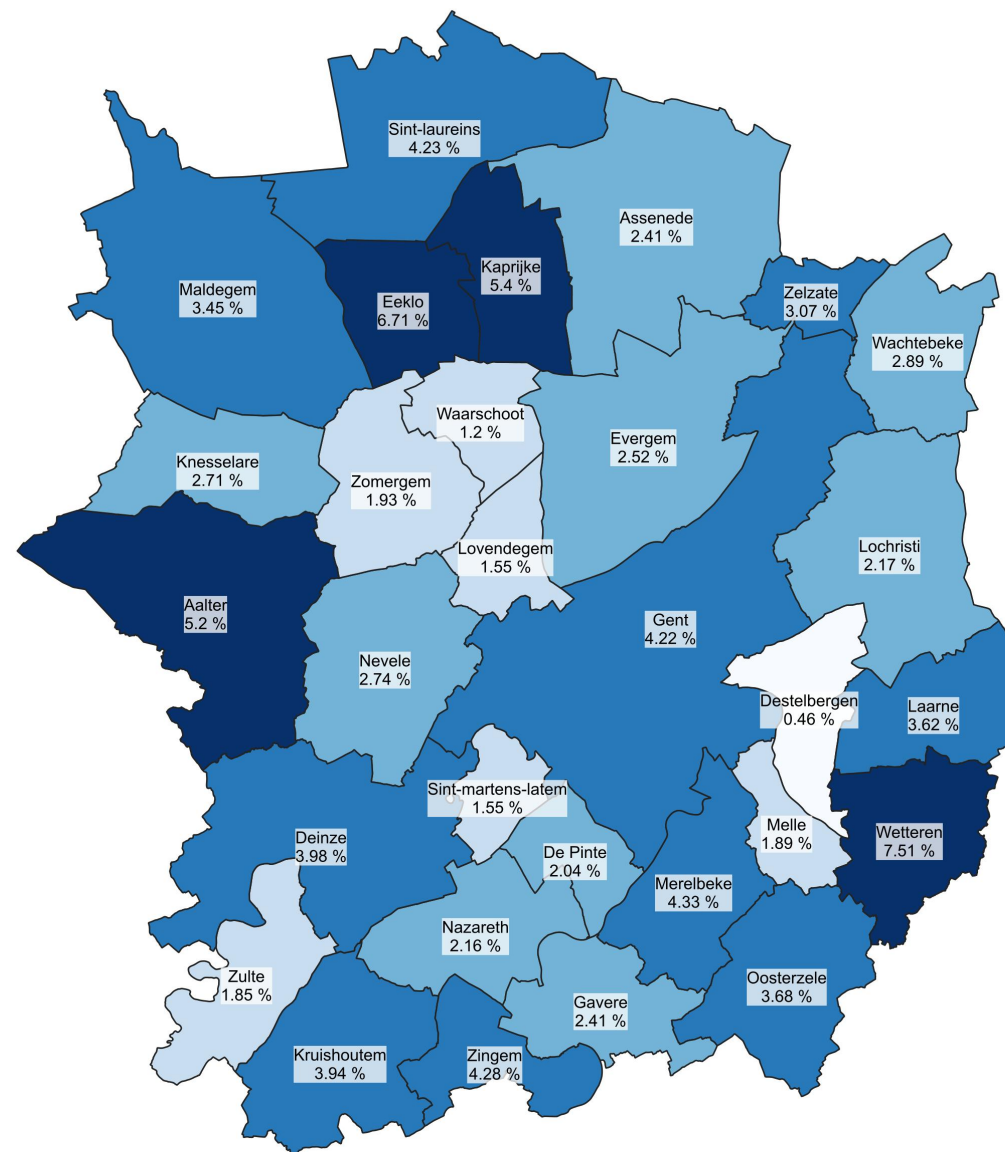 Sint-laureins
4.23 %
Assenede
2.41 %
Kaprijke
5.4 %
Maldegem
3.45 %
Eeklo
6.71 %
Zelzate
3.07 %
Wachtebeke
2.89 %
Waarschoot
1.2 %
Evergem
2.52 %
Knesselare
2.71 %
Zomergem
1.93 %
Lovendegem
1.55 %
Lochristi
2.17 %
Aalter
5.2 %
Gent
4.22 %
Nevele
2.74 %
Destelbergen
0.46 %
Laarne
3.62 %
Sint-martens-latem
1.55 %
Deinze
3.98 %
Melle
1.89 %
Wetteren
7.51 %
De Pinte
2.04 %
Merelbeke
4.33 %
Nazareth
2.16 %
Zulte
1.85 %
Oosterzele
3.68 %
Gavere
2.41 %
Kruishoutem
3.94 %
Zingem
4.28 %